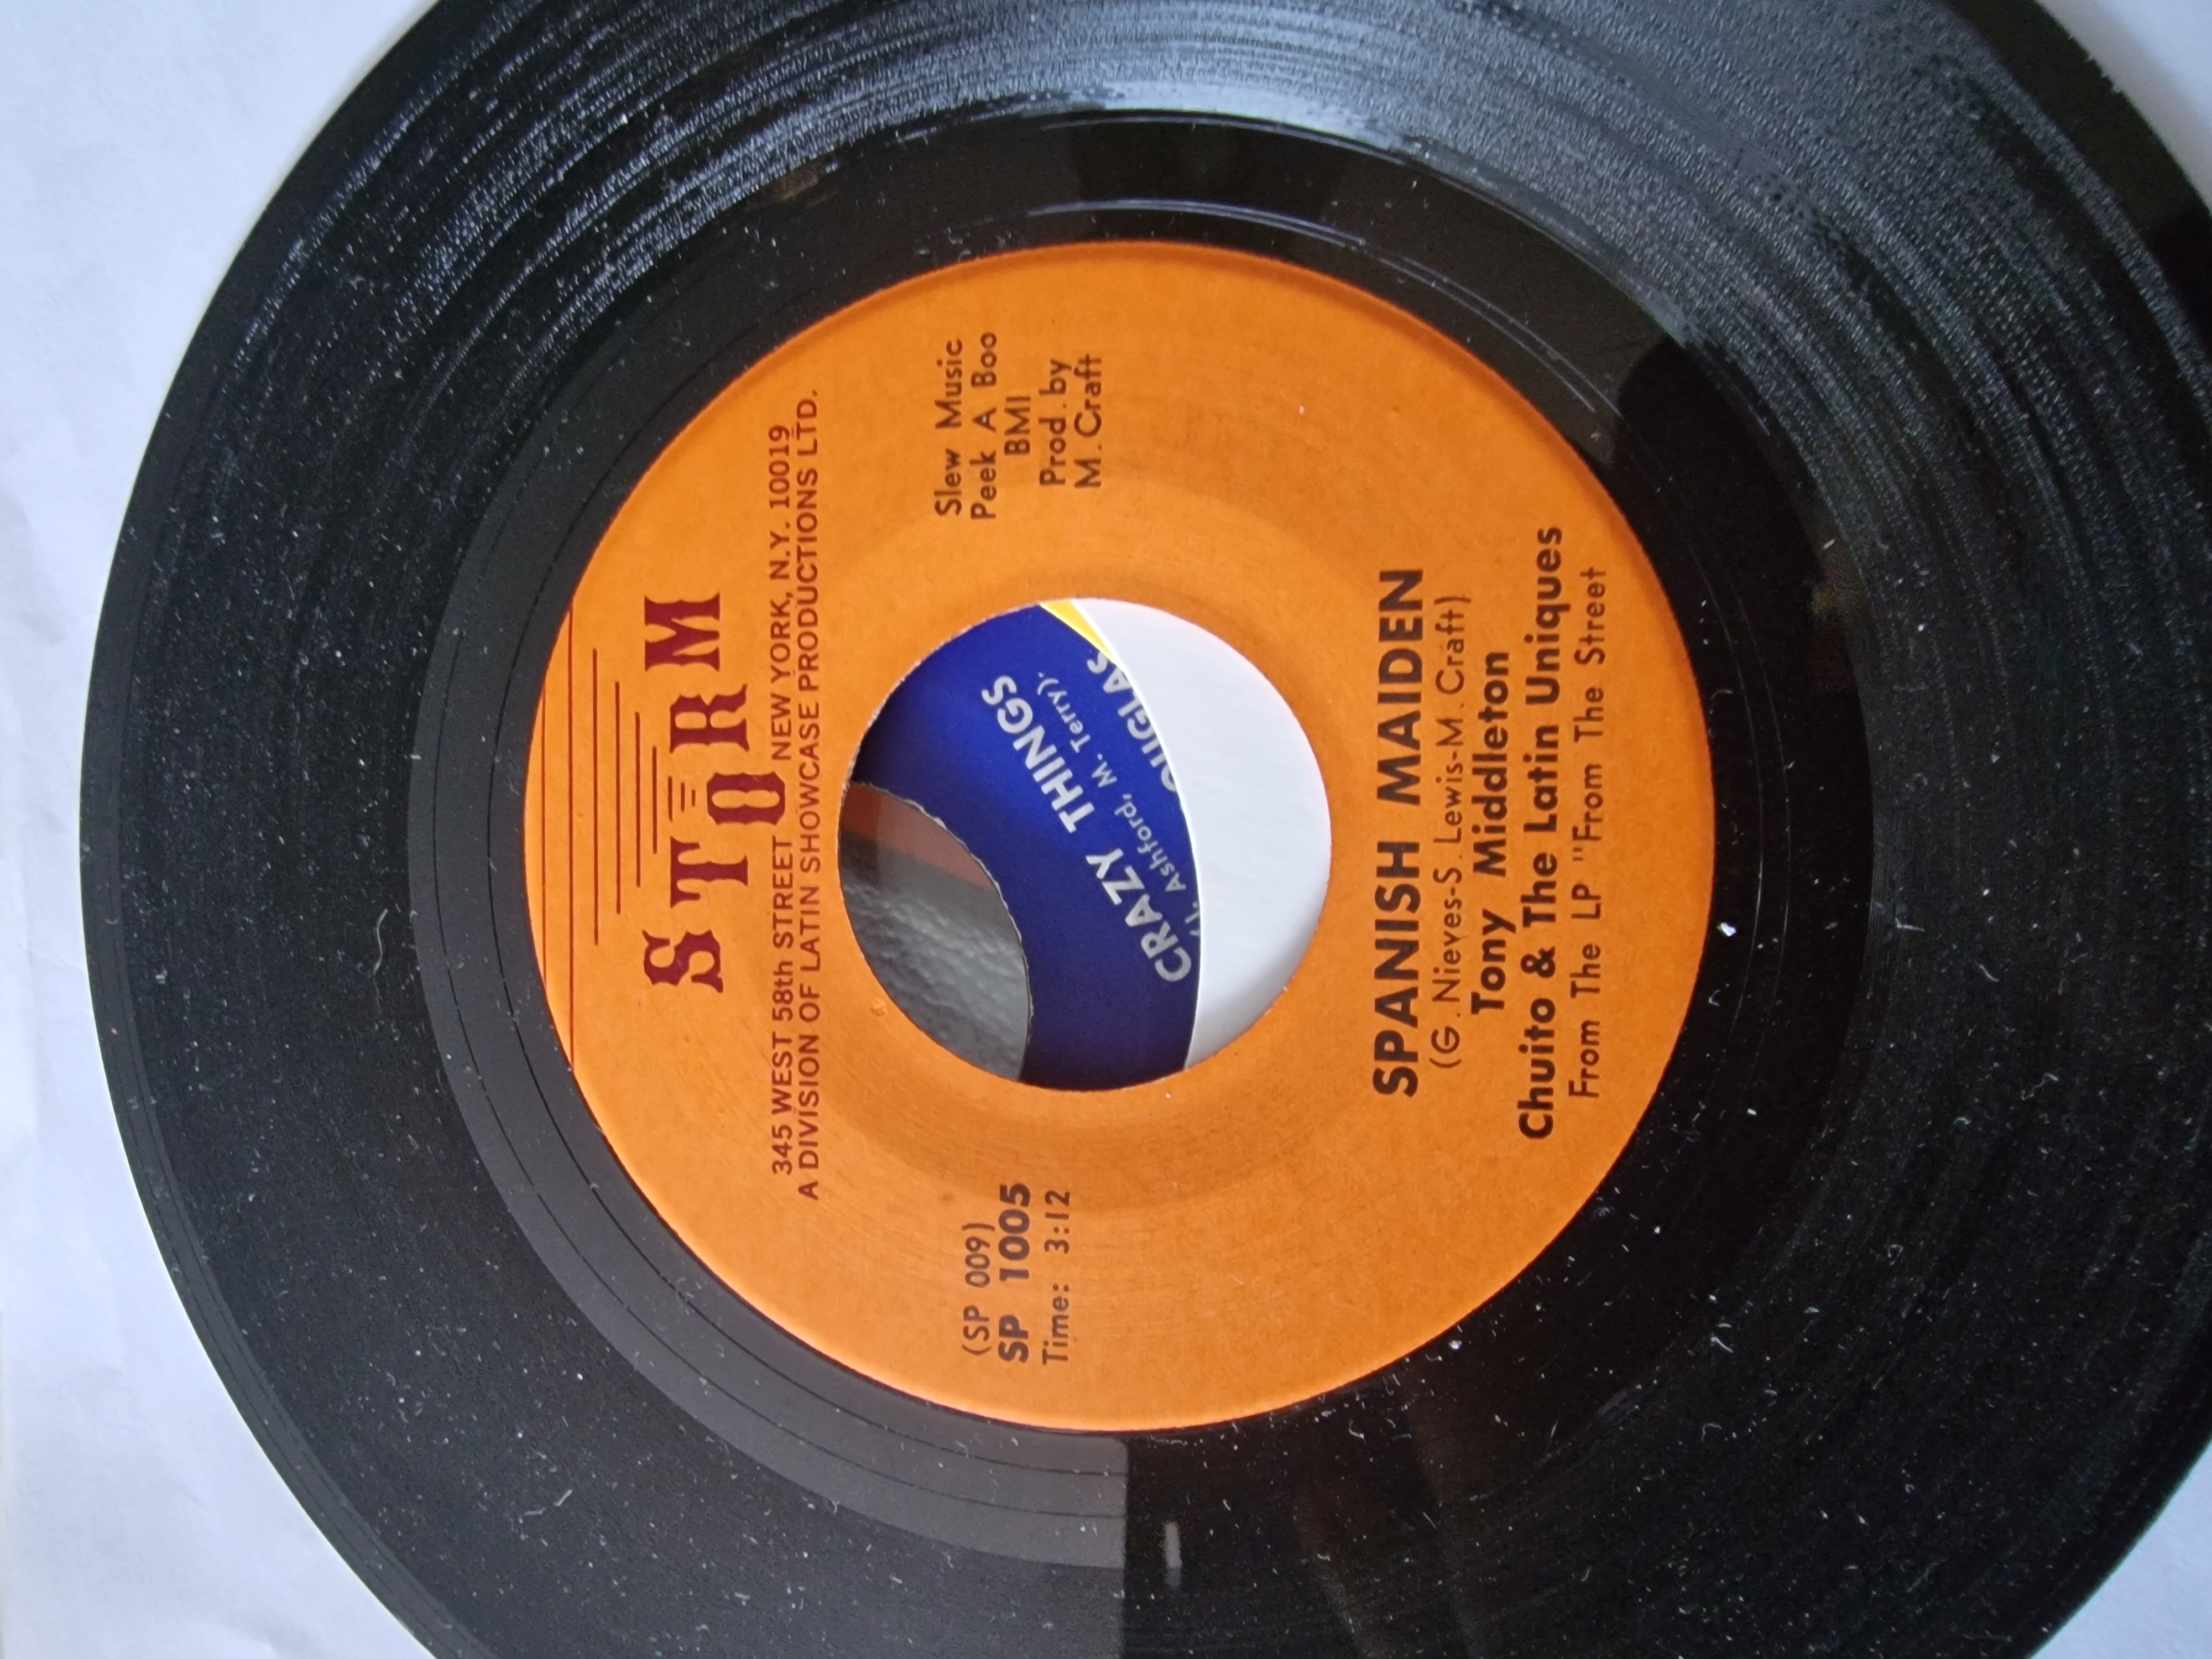 STORM
345 WEST 58th STREET NEW YORK, N.Y. 10019
A DIVISION OF LATIN SHOWCASE PRODUCTIONS LTD.
(SP 009)
SP 1005
Time: 3:12
Slew Music
Peek A Boo
BMI
Prod. by
M. Craft
CRAZY THINGS
Ashford, M. Terry)
SPANISH MAIDEN
(G. Nieves-S. Lewis-M. Craft)
Tony Middleton
Chuito & The Latin Uniques
From The LP "From The Street